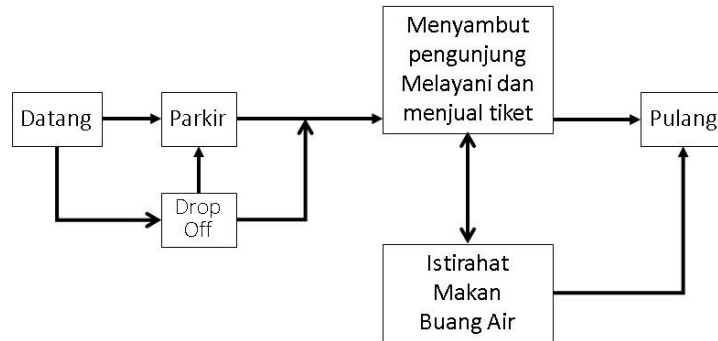 Menyambut
pengunjung
Melayani dan
menjual tiket
Datang
Parkir
Pulang
Drop
Off
Istirahat
Makan
Buang Air